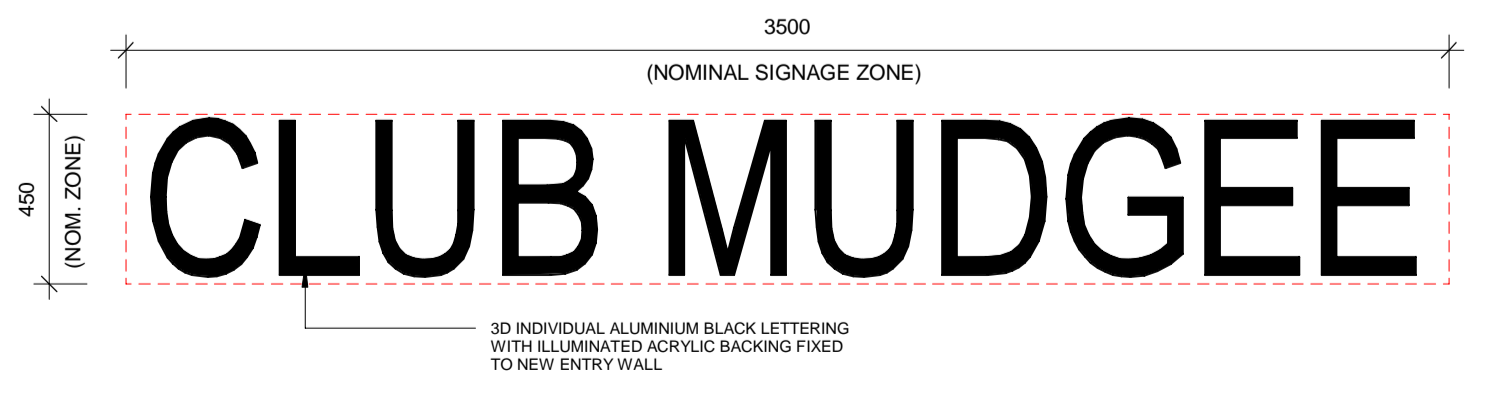 3500
(NOMINAL SIGNAGE ZONE)
450
(NOM. ZONE)
CLUB MUDGEE
3D INDIVIDUAL ALUMINIUM BLACK LETTERING
WITH ILLUMINATED ACRYLIC BACKING FIXED
TO NEW ENTRY WALL